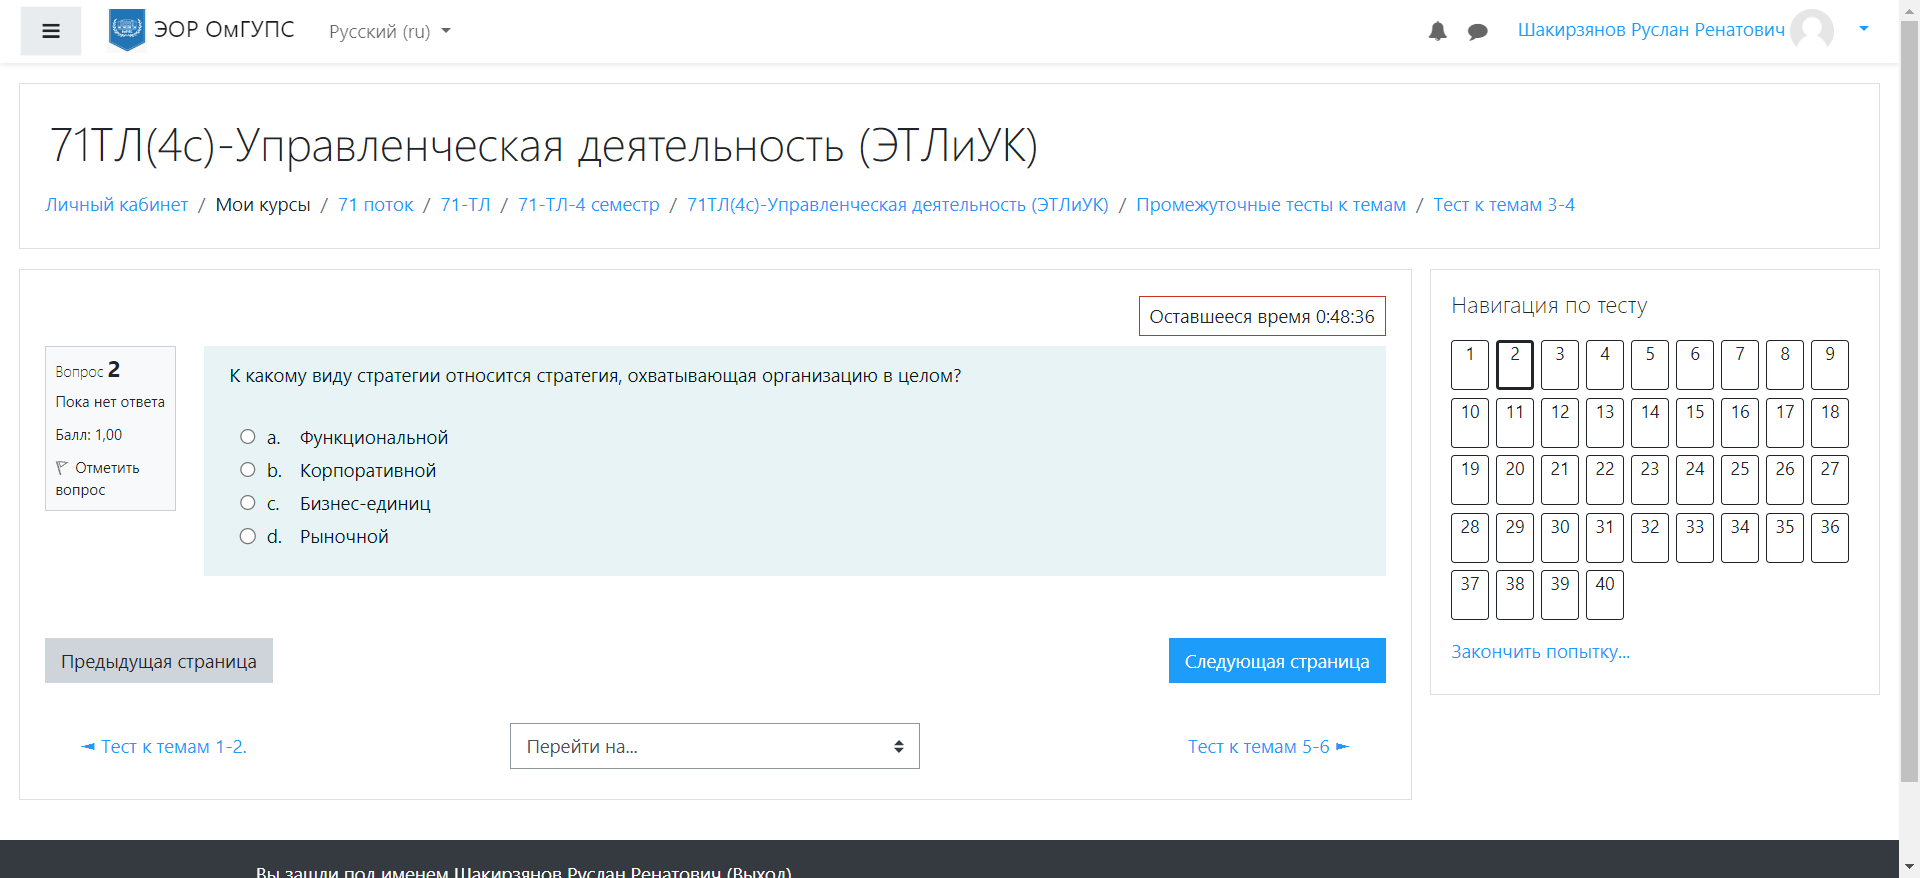 ЭОР ОмГУПС
Русский (ru)
Шакирзянов Руслан Ренатович
71ТЛ(4с)-Управленческая деятельность (ЭТЛиУК)
Личный кабинет / Мои курсы / 71 поток / 71-ТЛ / 71-ТЛ-4 семестр / 71ТЛ(4с)-Управленческая деятельность (ЭТЛиУК) / Промежуточные тесты к темам / Тест к темам 3-4
Оставшееся время 0:48:36
Вопрос 2
Пока нет ответа
Балл: 1,00
Отметить
вопрос
К какому виду стратегии относится стратегия, охватывающая организацию в целом?
a. Функциональной
b. Корпоративной
c. Бизнес-единиц
d. Рыночной
Предыдущая страница
Следующая страница
◄ Тест к темам 1-2.
Перейти на...
Тест к темам 5-6 ►
Навигация по тесту
1 2 3 4 5 6 7 8 9
10 11 12 13 14 15 16 17 18
19 20 21 22 23 24 25 26 27
28 29 30 31 32 33 34 35 36
37 38 39 40
Закончить попытку...
Вы зашли под именем Шакирзянов Руслан Ренатович (Выход)